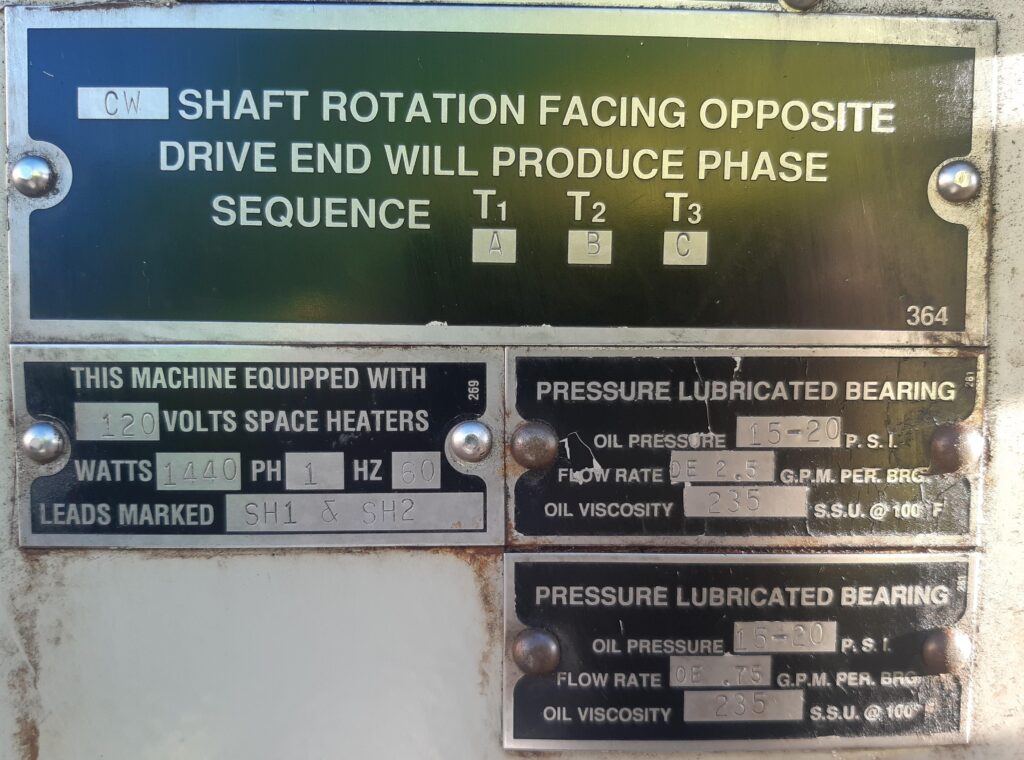 CW SHAFT ROTATION FACING OPPOSITE
DRIVE END WILL PRODUCE PHASE
SEQUENCE T1 T2 T3
A B C
364
THIS MACHINE EQUIPPED WITH
269
120 VOLTS SPACE HEATERS
WATTS 1440 PH 1 HZ 60
LEADS MARKED SH1 & SH2
PRESSURE LUBRICATED BEARING
281
OIL PRESSURE 15-20 P.S.I.
FLOW RATE DE 2.5 G.P.M. PER. BRG.
OIL VISCOSITY 235 S.S.U. @ 100°F
PRESSURE LUBRICATED BEARING
281
OIL PRESSURE 15-20 P.S.I.
FLOW RATE .75 G.P.M. PER. BRG.
OIL VISCOSITY 235 S.S.U. @ 100° F